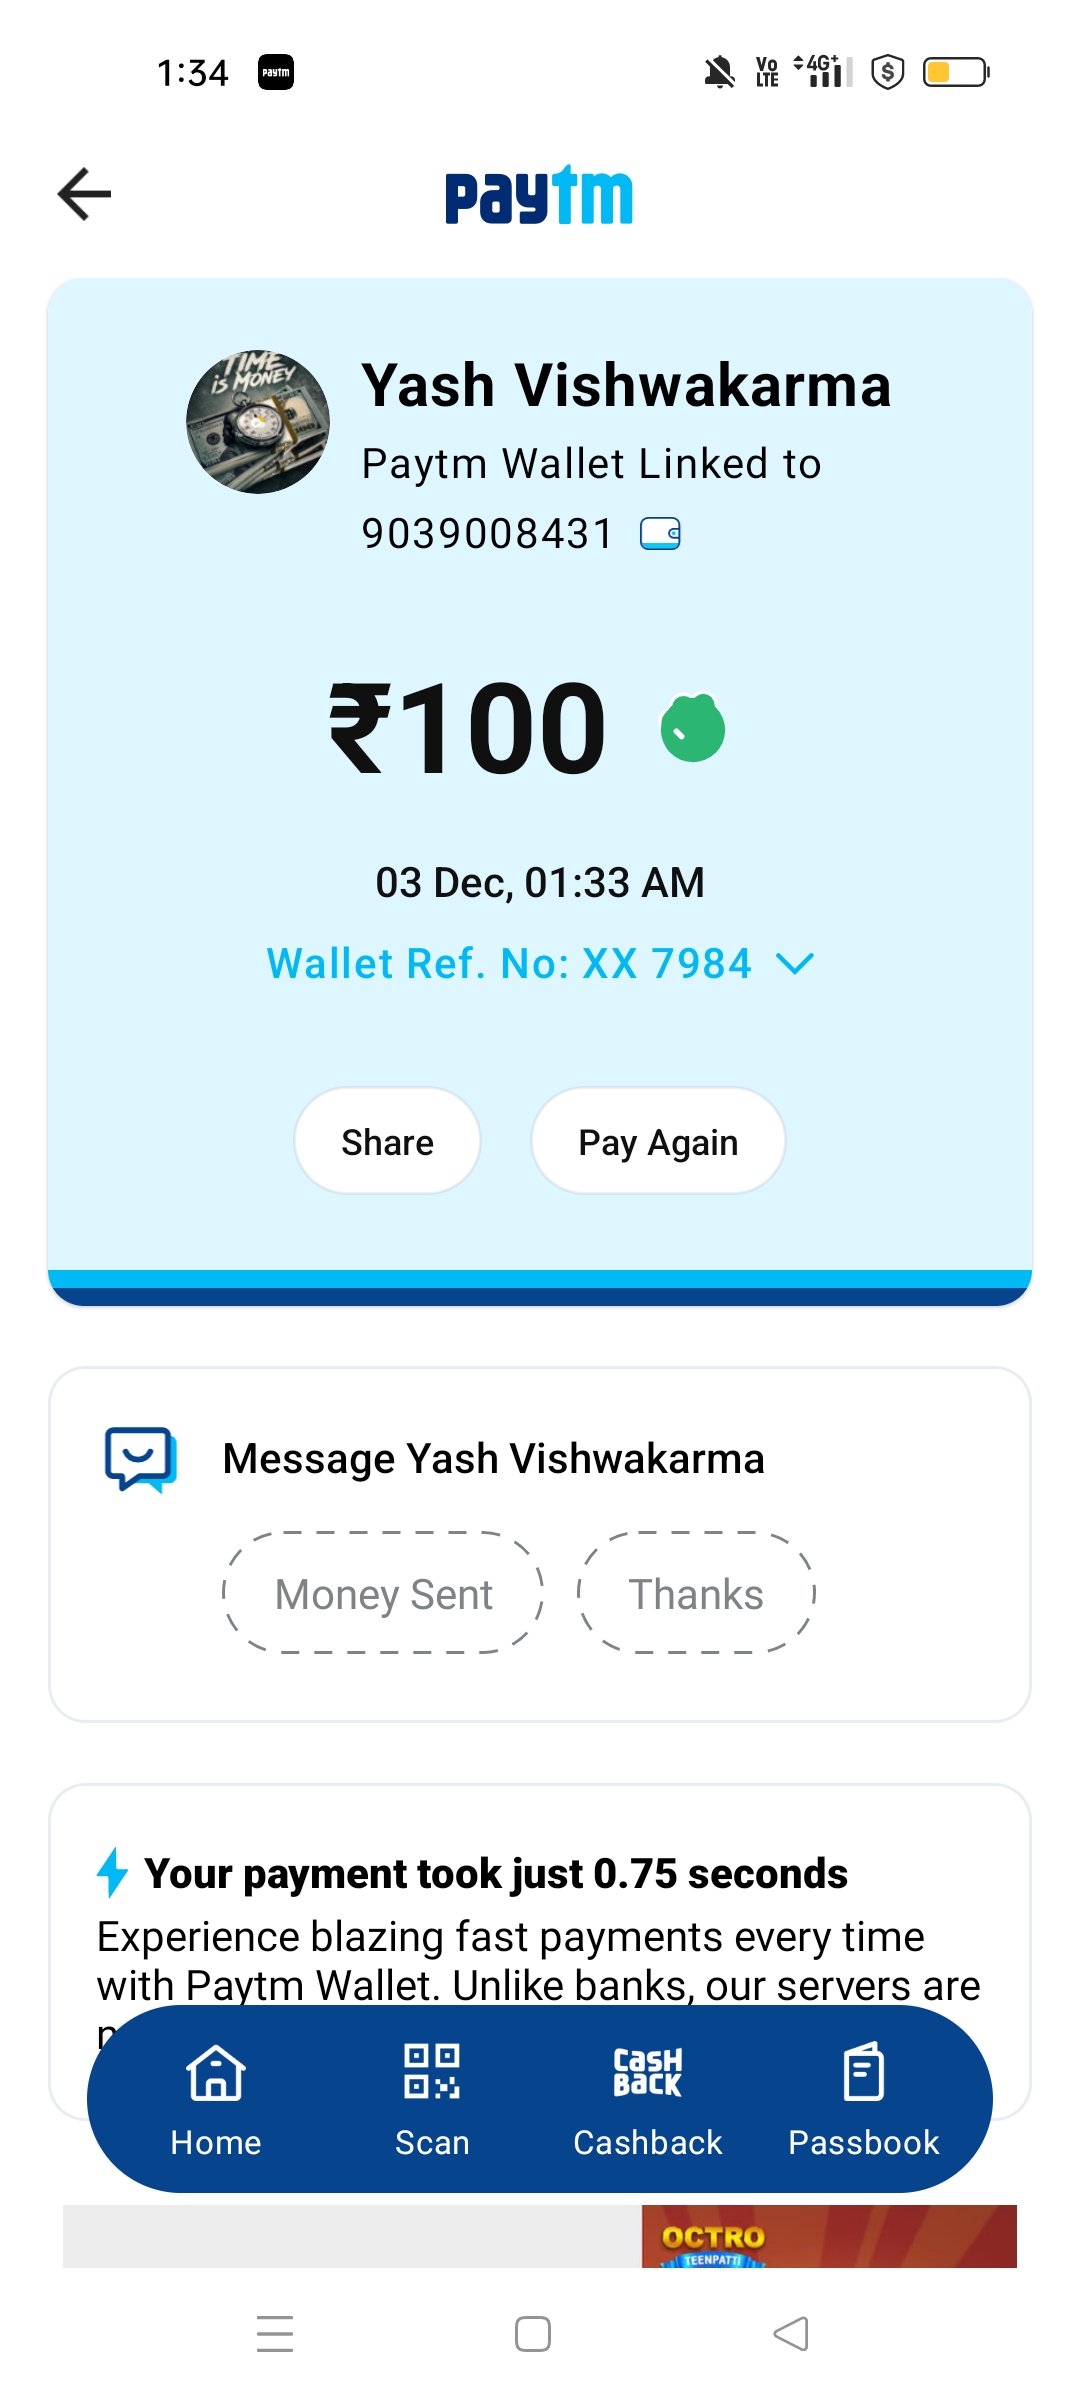 1:34
paytm
Vo
LTE
4G+
paytm
TIME
is MONEY
Yash Vishwakarma
Paytm Wallet Linked to
9039008431
₹100
03 Dec, 01:33 AM
Wallet Ref. No: XX 7984
Share
Pay Again
Message Yash Vishwakarma
Money Sent
Thanks
Your payment took just 0.75 seconds
Experience blazing fast payments every time
with Paytm Wallet. Unlike banks, our servers are
CASH
BACK
Home
Scan
Cashback
Passbook
OCTRO
TEENPATTI